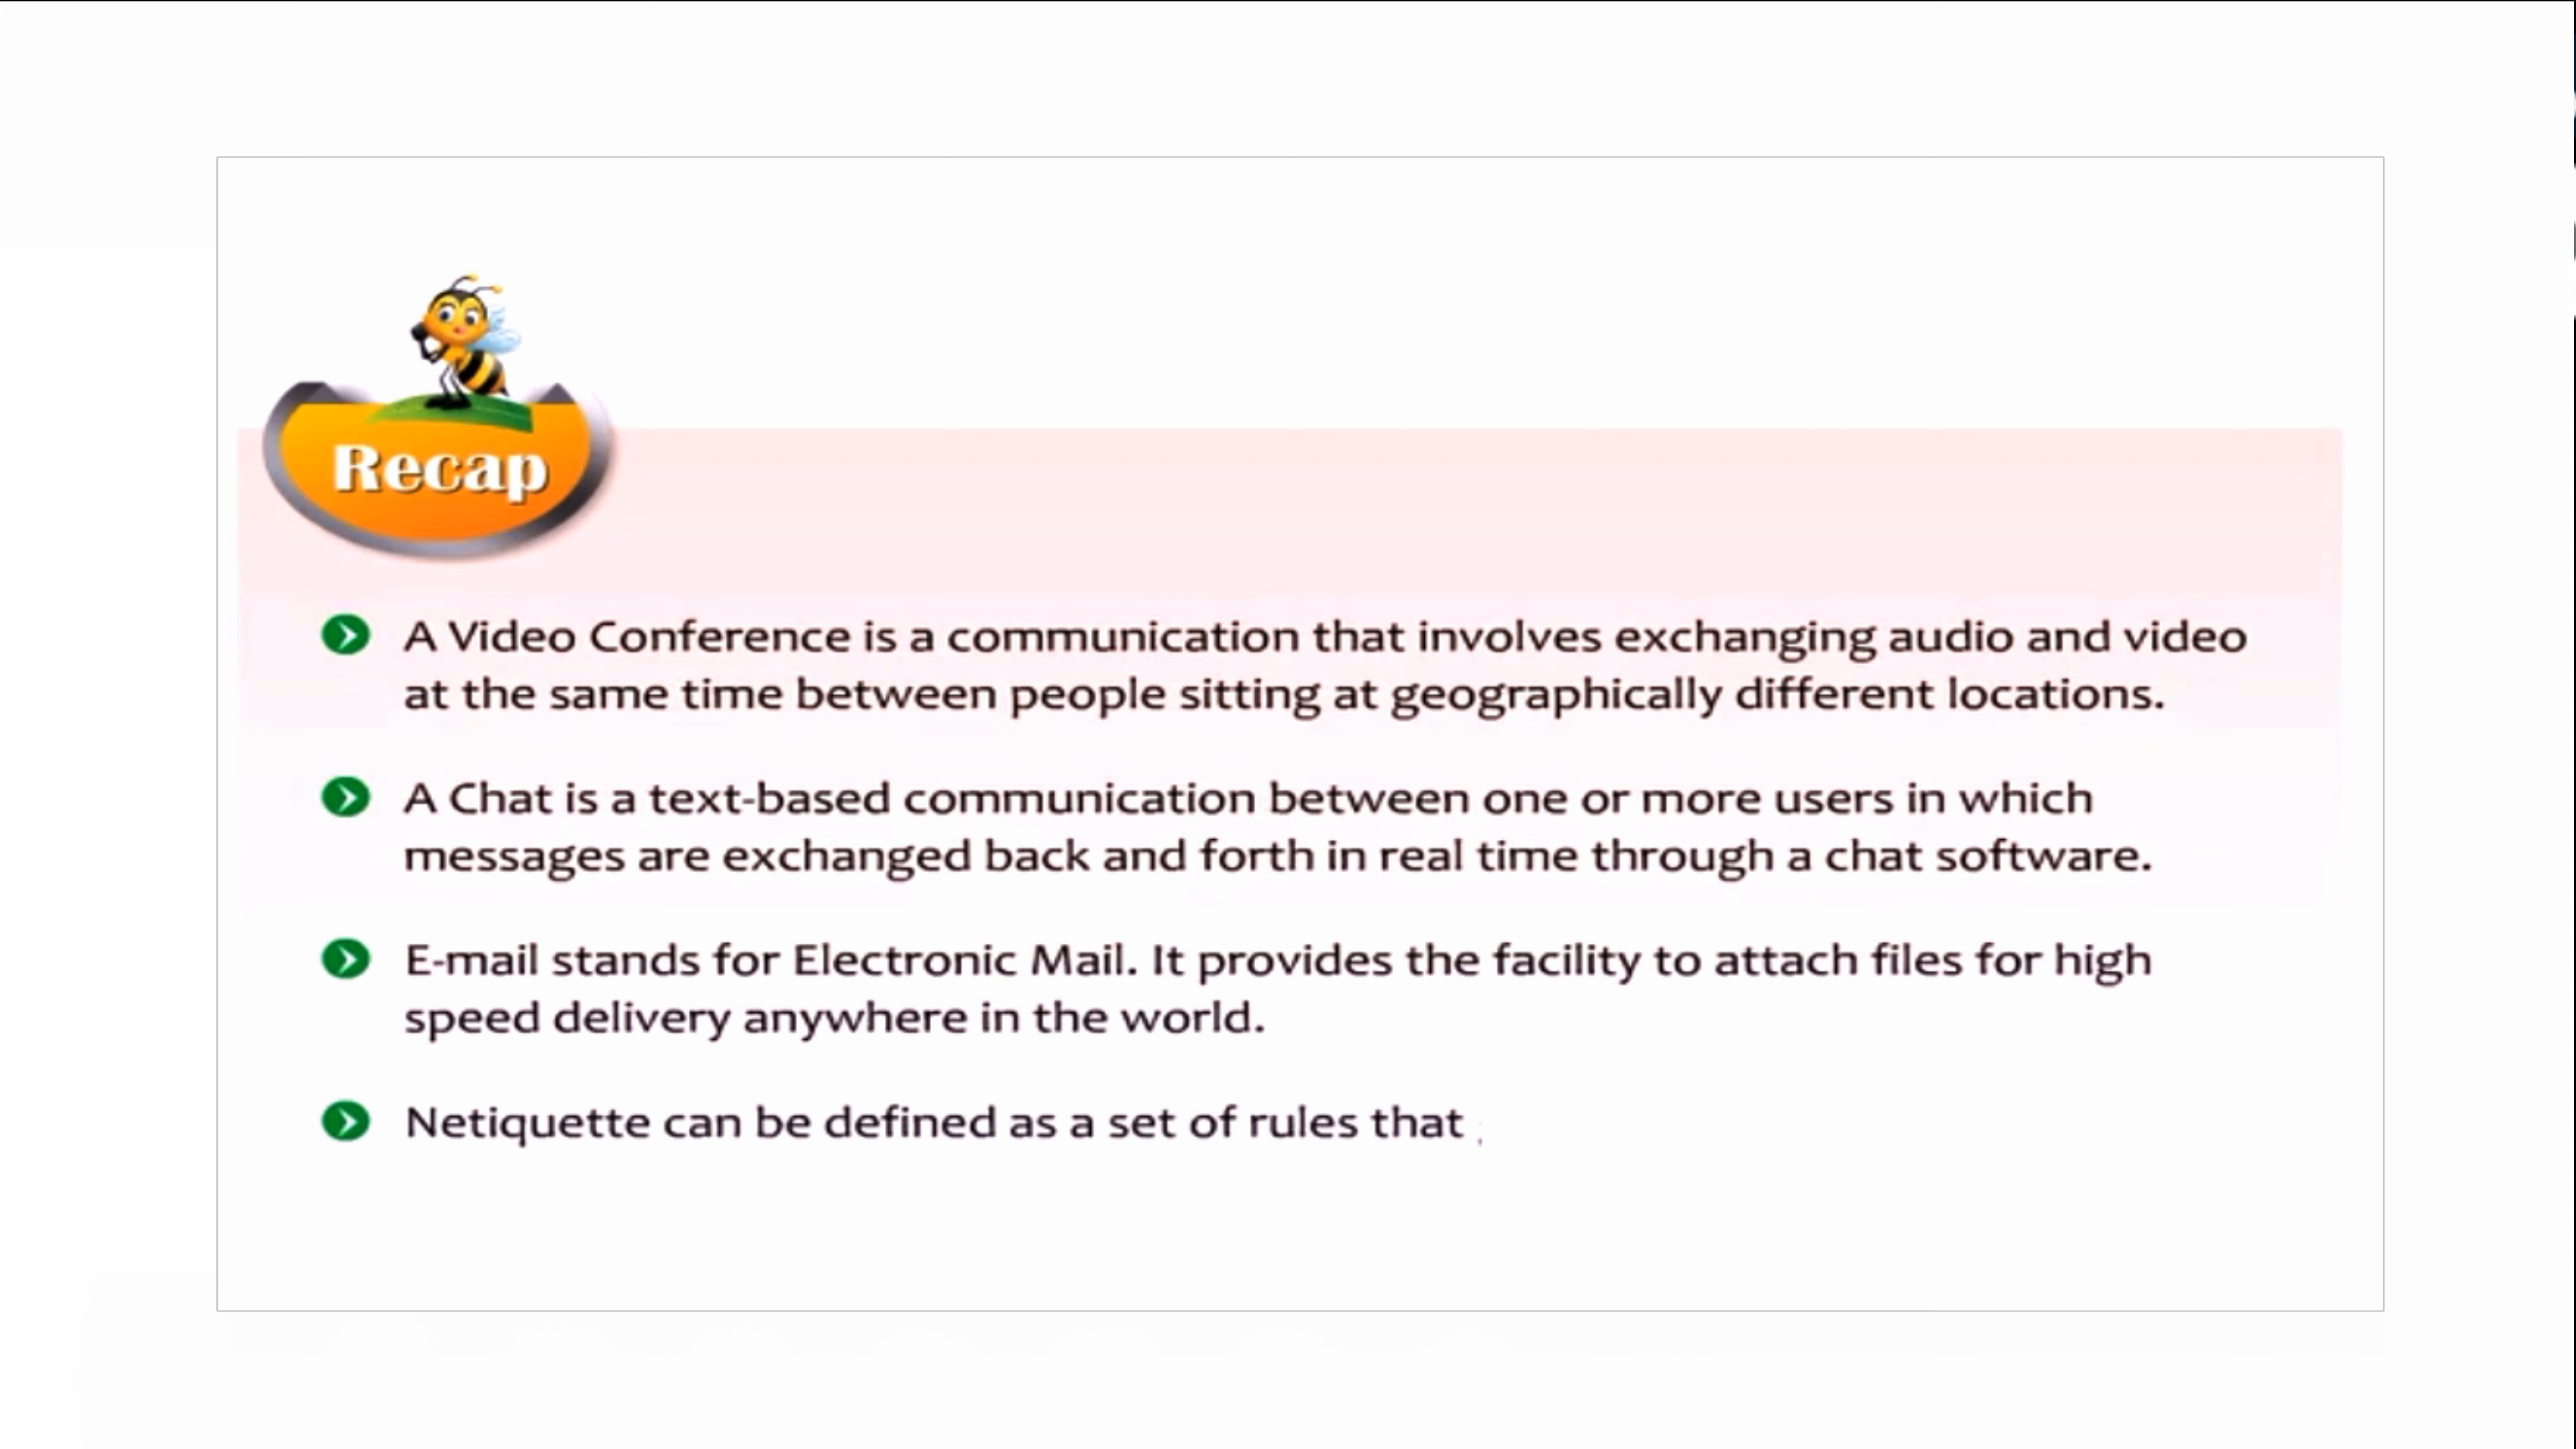 Recap
A Video Conference is a communication that involves exchanging audio and video
at the same time between people sitting at geographically different locations.
A Chat is a text-based communication between one or more users in which
messages are exchanged back and forth in real time through a chat software.
E-mail stands for Electronic Mail. It provides the facility to attach files for high
speed delivery anywhere in the world.
Netiquette can be defined as a set of rules that